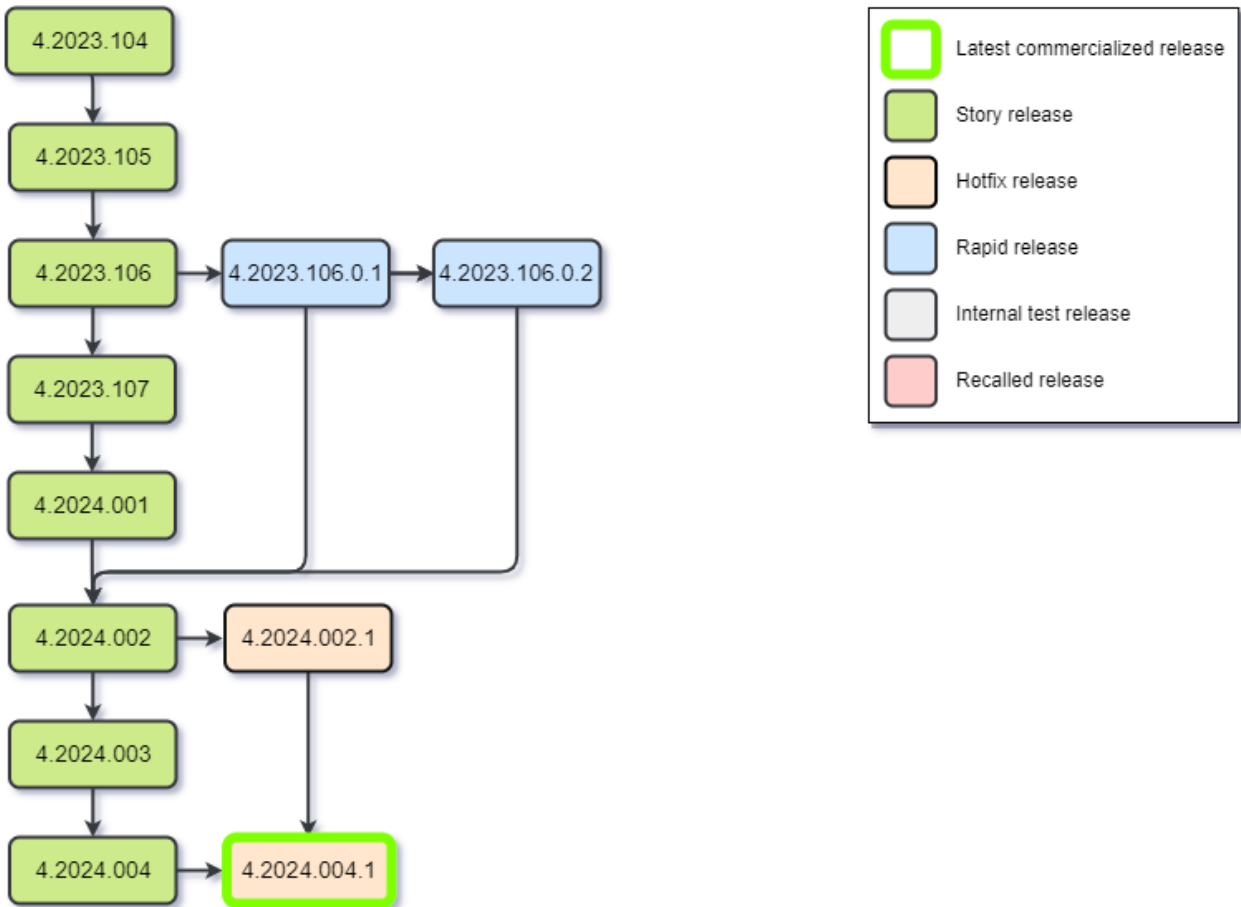 4.2023.104
4.2023.105
4.2023.106
4.2023.106.0.1
4.2023.106.0.2
4.2023.107
4.2024.001
4.2024.002
4.2024.002.1
4.2024.003
4.2024.004
4.2024.004.1
Latest commercialized release
Story release
Hotfix release
Rapid release
Internal test release
Recalled release